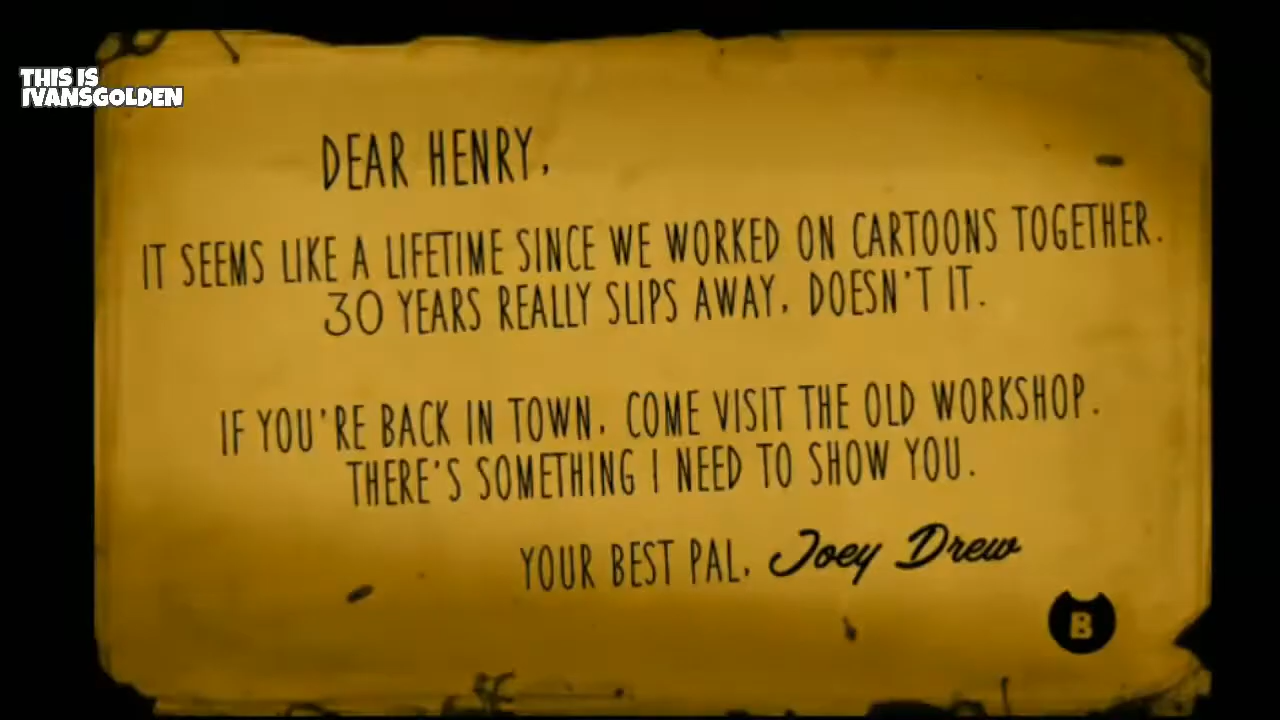 THIS IS
IVANSGOLDEN
DEAR HENRY,
IT SEEMS LIKE A LIFETIME SINCE WE WORKED ON CARTOONS TOGETHER.
30 YEARS REALLY SLIPS AWAY, DOESN'T IT.
IF YOU'RE BACK IN TOWN, COME VISIT THE OLD WORKSHOP.
THERE'S SOMETHING I NEED TO SHOW YOU.
YOUR BEST PAL, Joey Drew
B